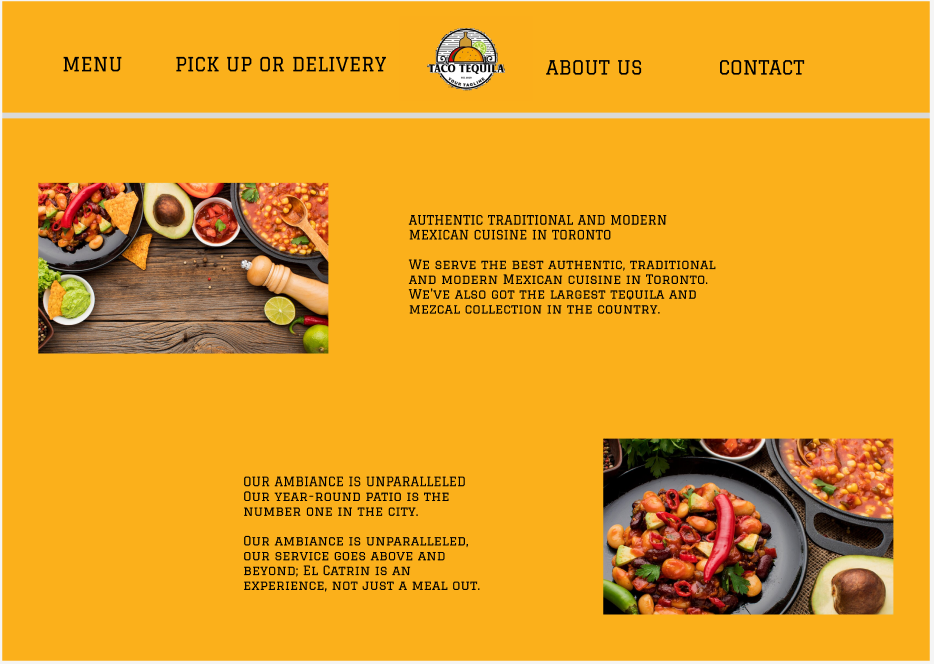 MENU
PICK UP OR DELIVERY
TACO TEQUILA
YOUR TAGLINE
ABOUT US
CONTACT
AUTHENTIC TRADITIONAL AND MODERN
MEXICAN CUISINE IN TORONTO
We serve the best authentic, traditional
and modern Mexican cuisine in Toronto.
We've also got the largest tequila and
mezcal collection in the country.
OUR AMBIANCE IS UNPARALLELED
Our year-round patio is the
number one in the city.
Our ambiance is unparalleled,
our service goes above and
beyond; El Catrin is an
experience, not just a meal out.